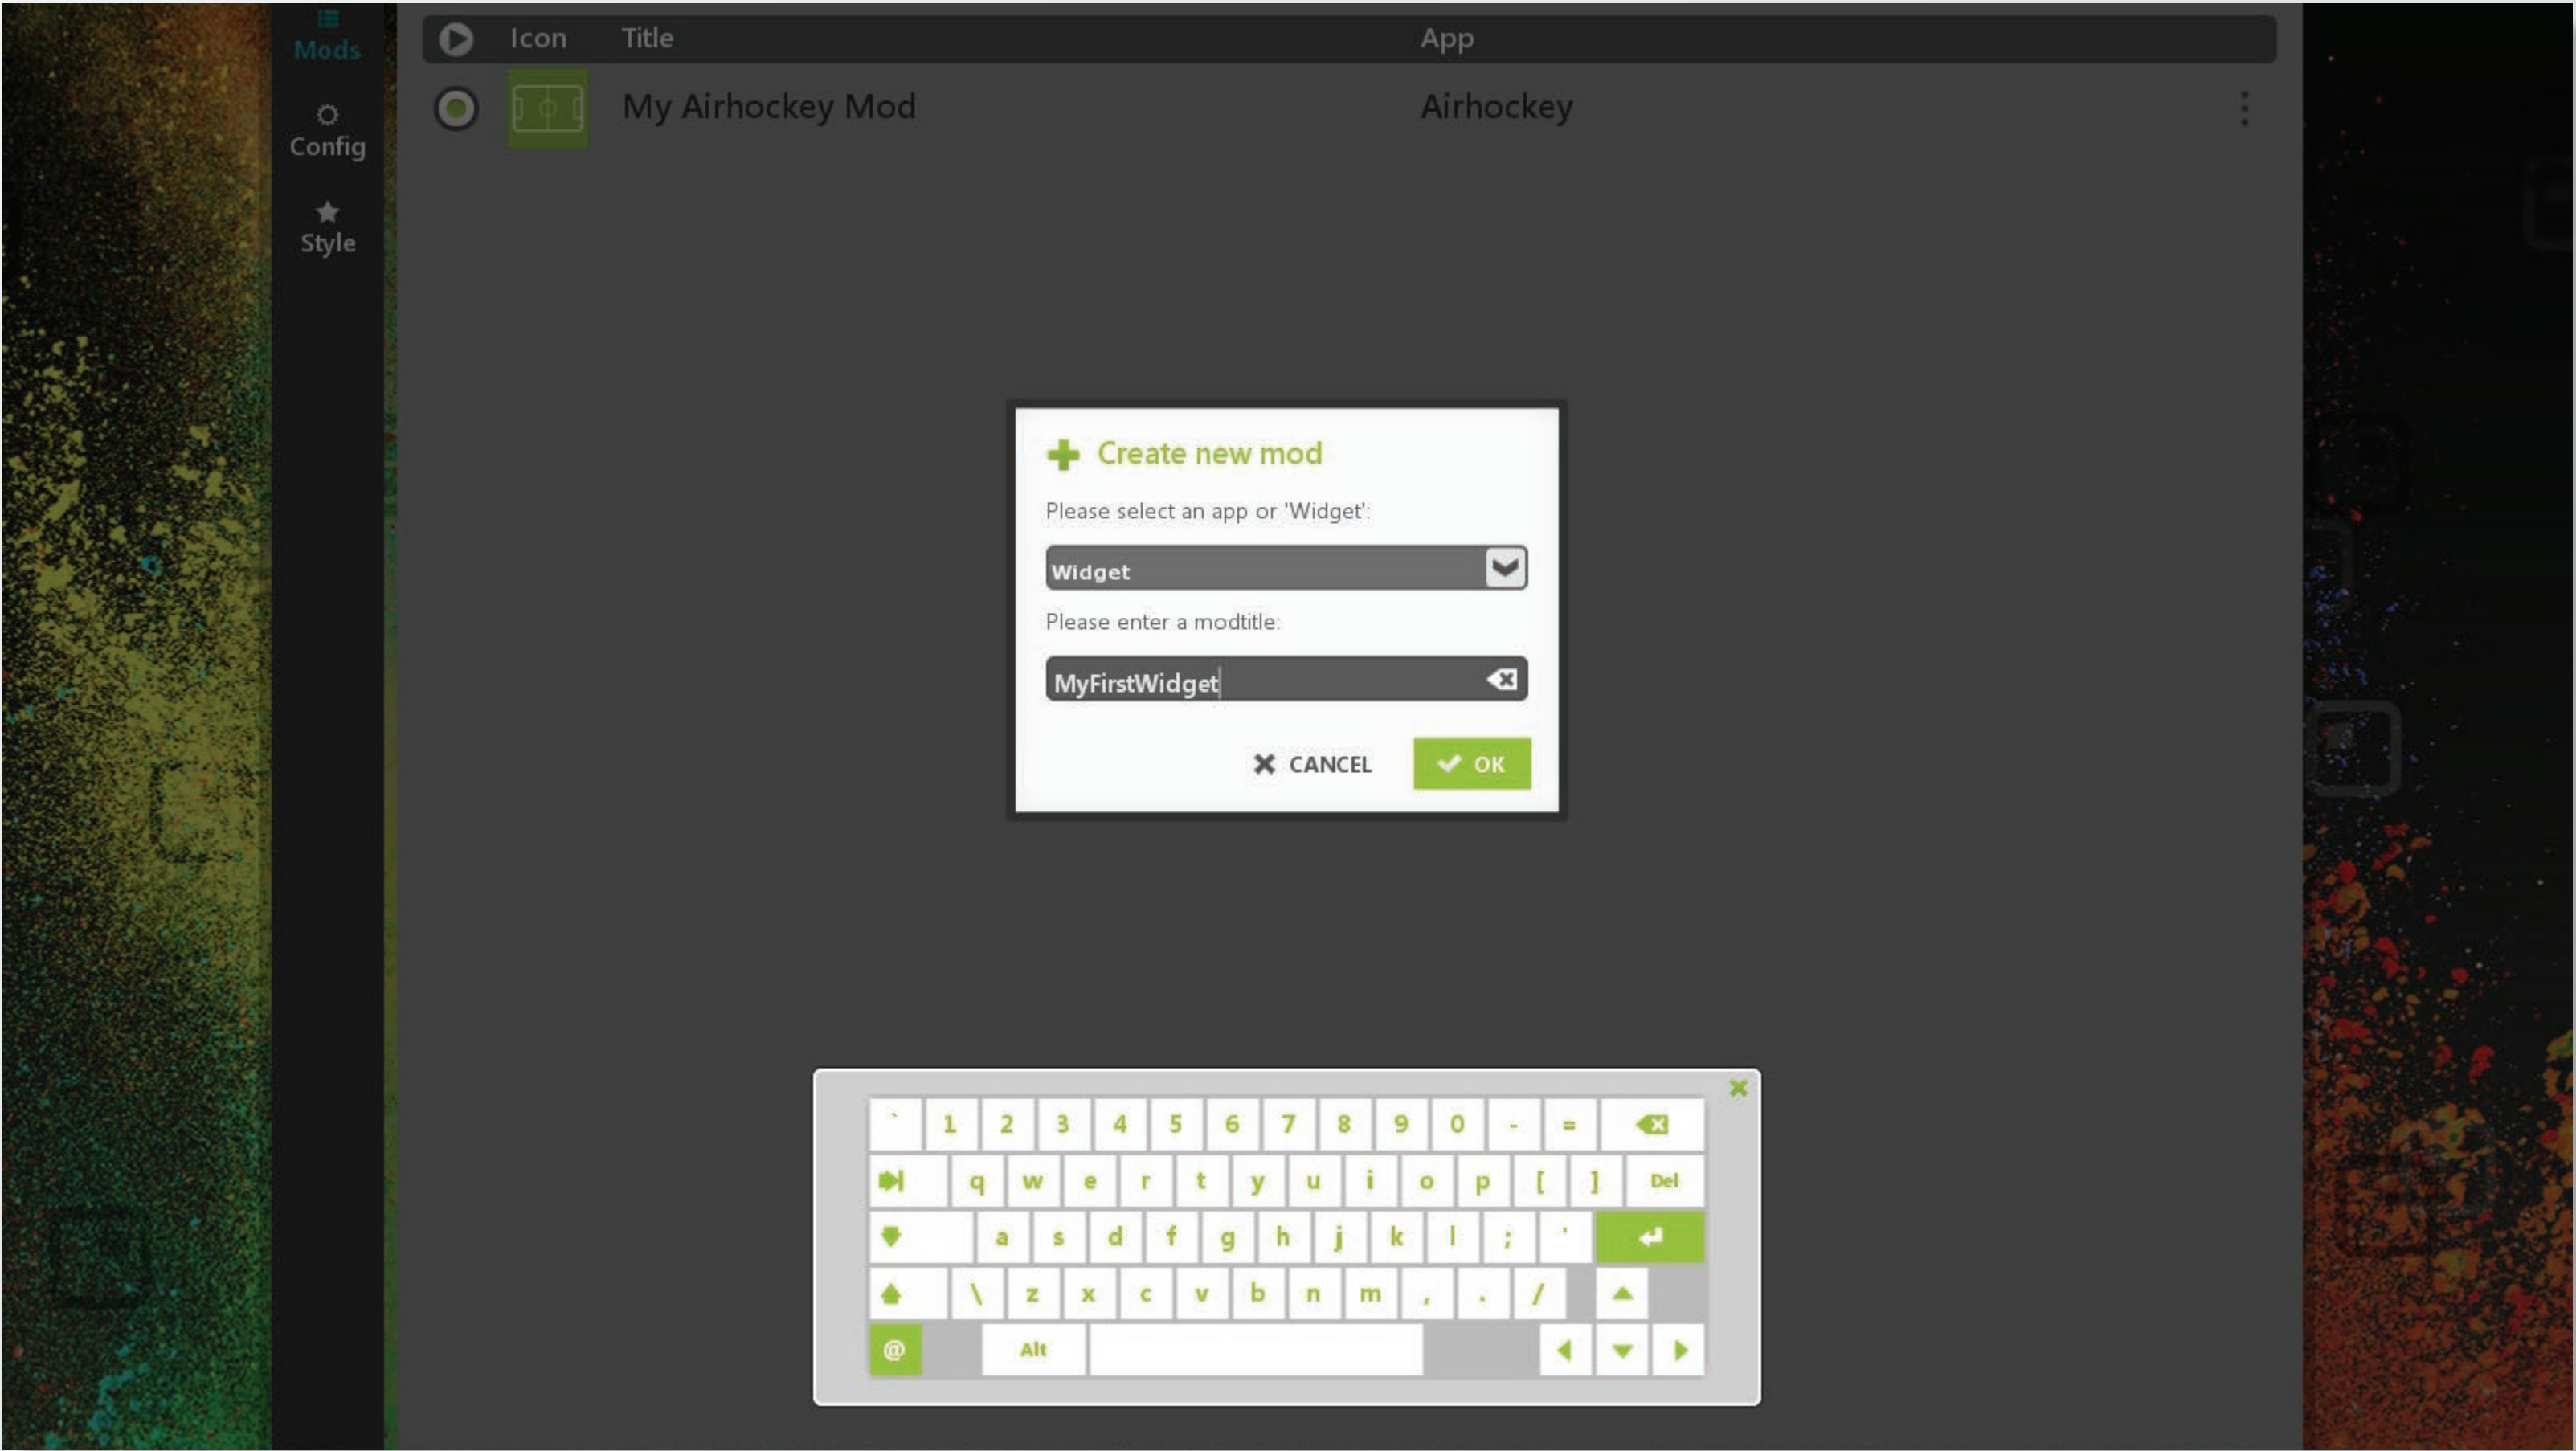 Mods
Config
Style
Icon Title App
My Airhockey Mod Airhockey
Create new mod
Please select an app or 'Widget':
Widget
Please enter a modtitle:
MyFirstWidget
CANCEL OK
` 1 2 3 4 5 6 7 8 9 0 - =
q w e r t y u i o p [ ] Del
a s d f g h j k l ; '
\ z x c v b n m , . /
@ Alt